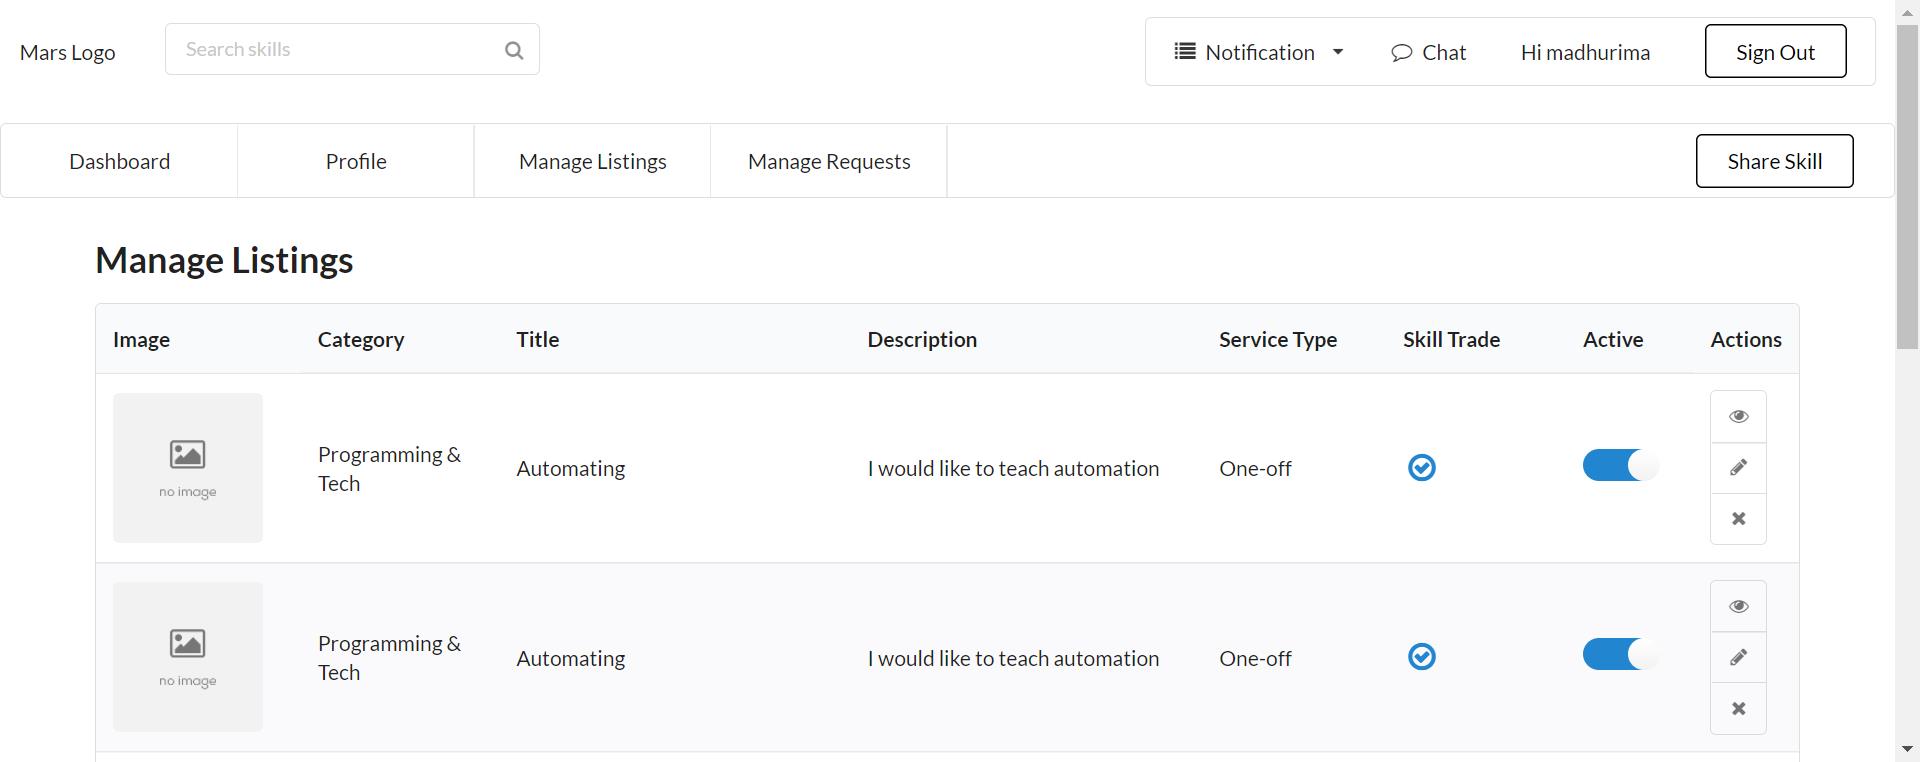 Mars Logo
Search skills
Notification
Chat
Hi madhurima
Sign Out
Dashboard
Profile
Manage Listings
Manage Requests
Share Skill
Manage Listings
Image Category Title Description Service Type Skill Trade Active Actions
no image
Programming &
Tech
Automating
I would like to teach automation
One-off
no image
Programming &
Tech
Automating
I would like to teach automation
One-off